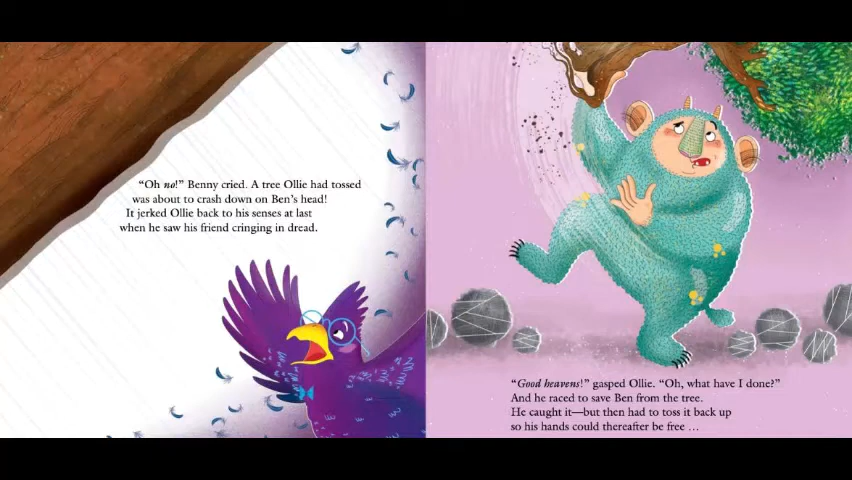 “Oh no!” Benny cried. A tree Ollie had tossed
was about to crash down on Ben’s head!
It jerked Ollie back to his senses at last
when he saw his friend cringing in dread.
“Good heavens!” gasped Ollie. “Oh, what have I done?”
And he raced to save Ben from the tree.
He caught it—but then had to toss it back up
so his hands could thereafter be free …